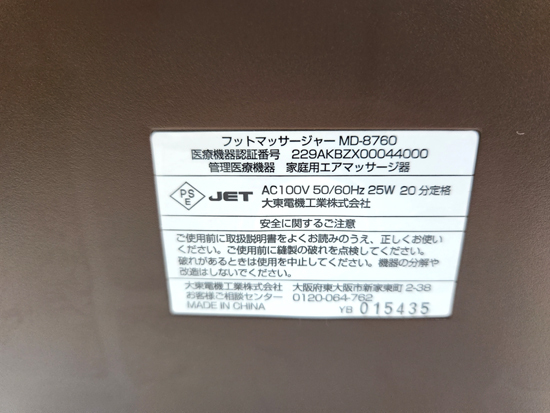 フットマッサージャー MD-8760
医療機器認証番号 229AKBZX00044000
管理医療機器 家庭用エアマッサージ器
PS
E
JET
AC100V 50/60Hz 25W 20分定格
大東電機工業株式会社
安全に関するご注意
ご使用前に取扱説明書をよくお読みのうえ、正しくお使い
ください。ご使用前に縫製の破れを点検してください。
破れがあるときは使用を中止してください。機器の分解や
改造はしないでください。
大東電機工業株式会社 大阪府東大阪市新家東町 2-38
お客様ご相談センター 0120-064-762
MADE IN CHINA YB 015435